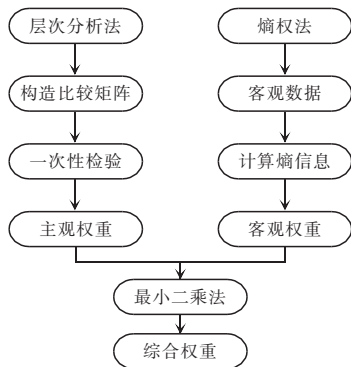 层次分析法
熵权法
构造比较矩阵
客观数据
一次性检验
计算熵信息
主观权重
客观权重
最小二乘法
综合权重